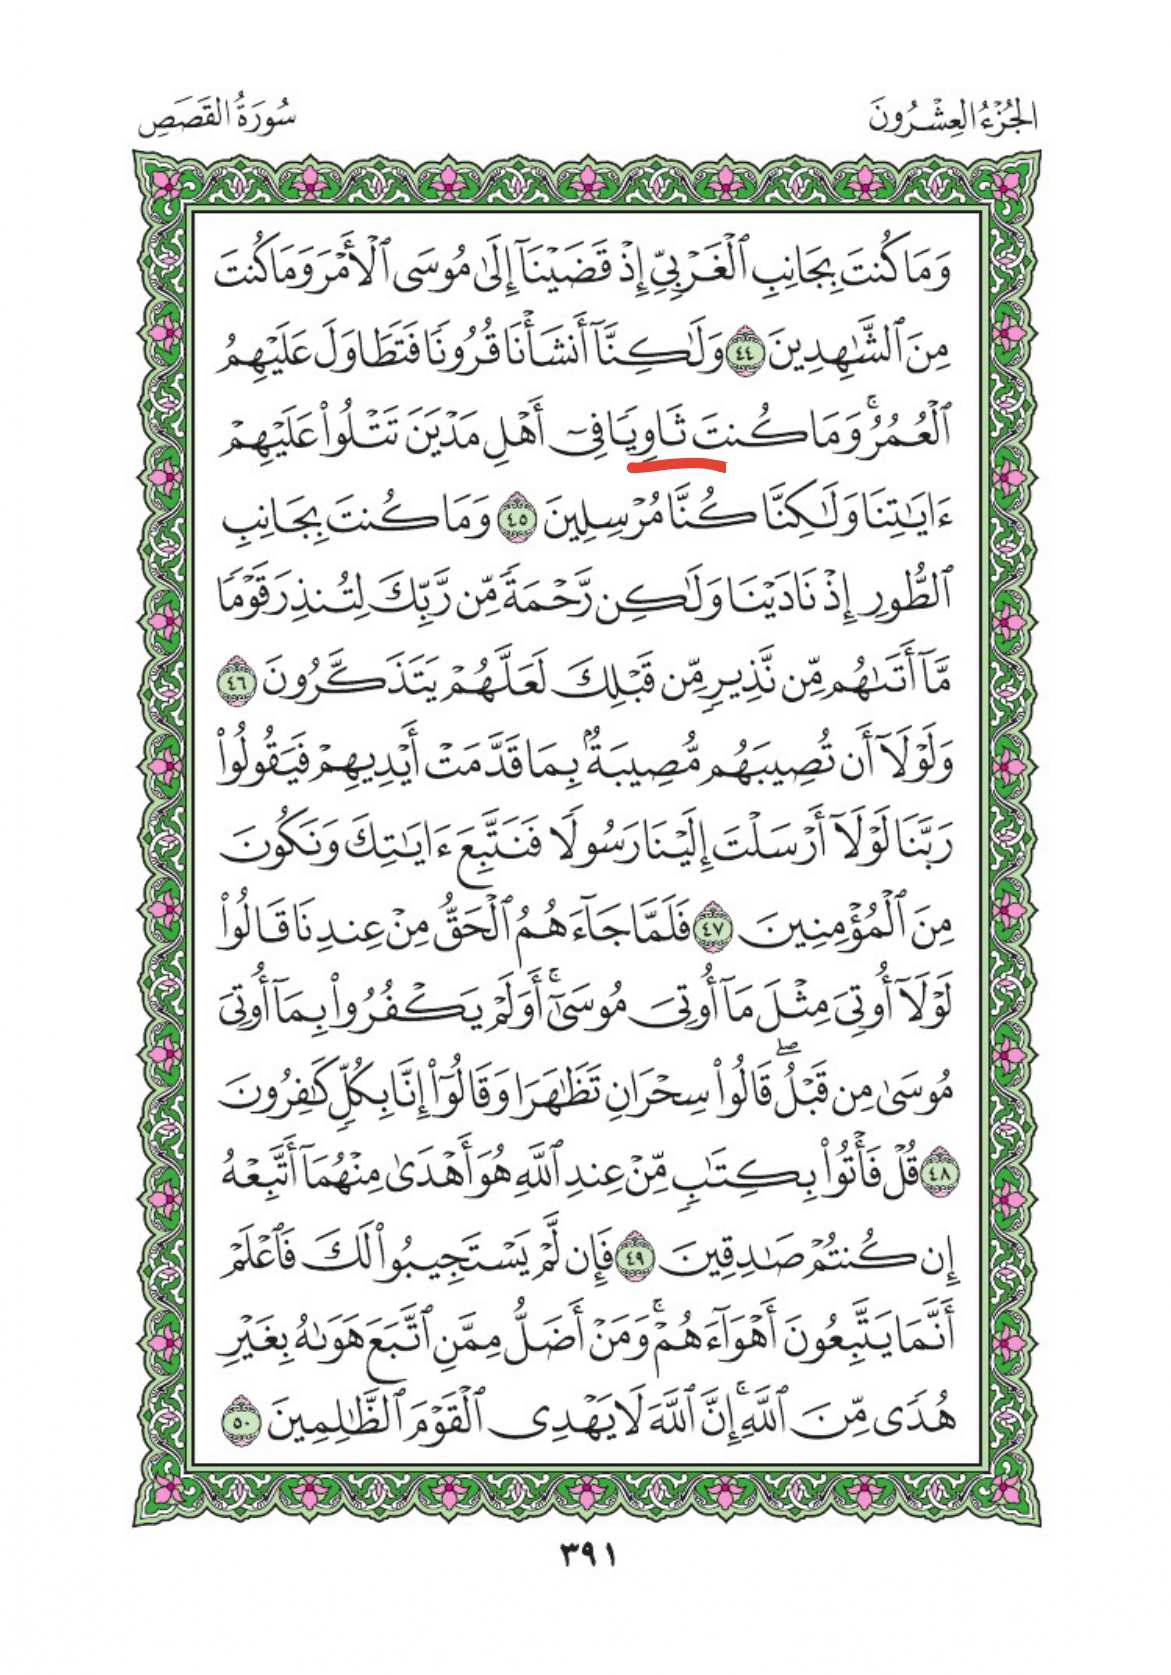 الجُزْءُ العِشْرُونَ
سُورَةُ القَصَصِ
وَمَا كُنتَ بِجَانِبِ ٱلْغَرْبِيِّ إِذْ قَضَيْنَآ إِلَىٰ مُوسَى ٱلْأَمْرَ وَمَا كُنتَ
مِنَ ٱلشَّٰهِدِينَ ٤٤ وَلَٰكِنَّآ أَنشَأْنَا قُرُونًا فَتَطَاوَلَ عَلَيْهِمُ
ٱلْعُمُرُ ۚ وَمَا كُنتَ ثَاوِيًا فِىٓ أَهْلِ مَدْيَنَ تَتْلُوا۟ عَلَيْهِمْ
ءَايَٰتِنَا وَلَٰكِنَّا كُنَّا مُرْسِلِينَ ٤٥ وَمَا كُنتَ بِجَانِبِ
ٱلطُّورِ إِذْ نَادَيْنَا وَلَٰكِن رَّحْمَةً مِّن رَّبِّكَ لِتُنذِرَ قَوْمًا
مَّآ أَتَىٰهُم مِّن نَّذِيرٍ مِّن قَبْلِكَ لَعَلَّهُمْ يَتَذَكَّرُونَ ٤٦
وَلَوْلَآ أَن تُصِيبَهُم مُّصِيبَةٌۢ بِمَا قَدَّمَتْ أَيْدِيهِمْ فَيَقُولُوا۟
رَبَّنَا لَوْلَآ أَرْسَلْتَ إِلَيْنَا رَسُولًا فَنَتَّبِعَ ءَايَٰتِكَ وَنَكُونَ
مِنَ ٱلْمُؤْمِنِينَ ٤٧ فَلَمَّا جَآءَهُمُ ٱلْحَقُّ مِنْ عِندِنَا قَالُوا۟
لَوْلَآ أُوتِىَ مِثْلَ مَآ أُوتِىَ مُوسَىٰٓ ۚ أَوَلَمْ يَكْفُرُوا۟ بِمَآ أُوتِىَ
مُوسَىٰ مِن قَبْلُ ۖ قَالُوا۟ سِحْرَانِ تَظَٰهَرَا وَقَالُوٓا۟ إِنَّا بِكُلٍّ كَٰفِرُونَ
٤٨ قُلْ فَأْتُوا۟ بِكِتَٰبٍ مِّنْ عِندِ ٱللَّهِ هُوَ أَهْدَىٰ مِنْهُمَآ أَتَّبِعْهُ
إِن كُنتُمْ صَٰدِقِينَ ٤٩ فَإِن لَّمْ يَسْتَجِيبُوا۟ لَكَ فَٱعْلَمْ
أَنَّمَا يَتَّبِعُونَ أَهْوَآءَهُمْ ۚ وَمَنْ أَضَلُّ مِمَّنِ ٱتَّبَعَ هَوَىٰهُ بِغَيْرِ
هُدًى مِّنَ ٱللَّهِ ۚ إِنَّ ٱللَّهَ لَا يَهْدِى ٱلْقَوْمَ ٱلظَّٰلِمِينَ ٥٠
٣٩١